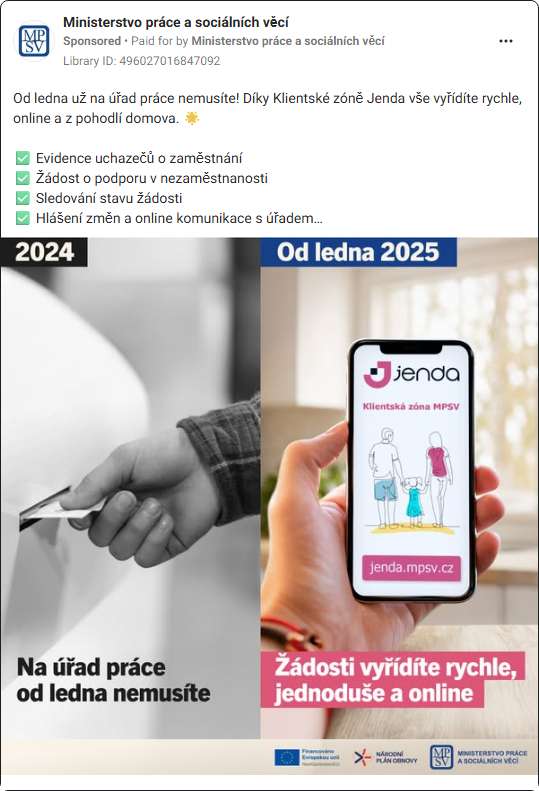 Ministerstvo práce a sociálních věcí
Sponsored • Paid for by Ministerstvo práce a sociálních věcí
Library ID: 496027016847092
Od ledna už na úřad práce nemusíte! Díky Klientské zóně Jenda vše vyřídíte rychle,
online a z pohodlí domova. 🌟
✅ Evidence uchazečů o zaměstnání
✅ Žádost o podporu v nezaměstnanosti
✅ Sledování stavu žádosti
✅ Hlášení změn a online komunikace s úřadem...
2024
Od ledna 2025
jenda
Klientská zóna MPSV
jenda.mpsv.cz
Na úřad práce
od ledna nemusíte
Žádosti vyřídíte rychle,
jednoduše a online
Financováno
Evropskou unií
NextGenerationEU
NÁRODNÍ
PLÁN OBNOVY
MPSV
MINISTERSTVO PRÁCE
A SOCIÁLNÍCH VĚCÍ